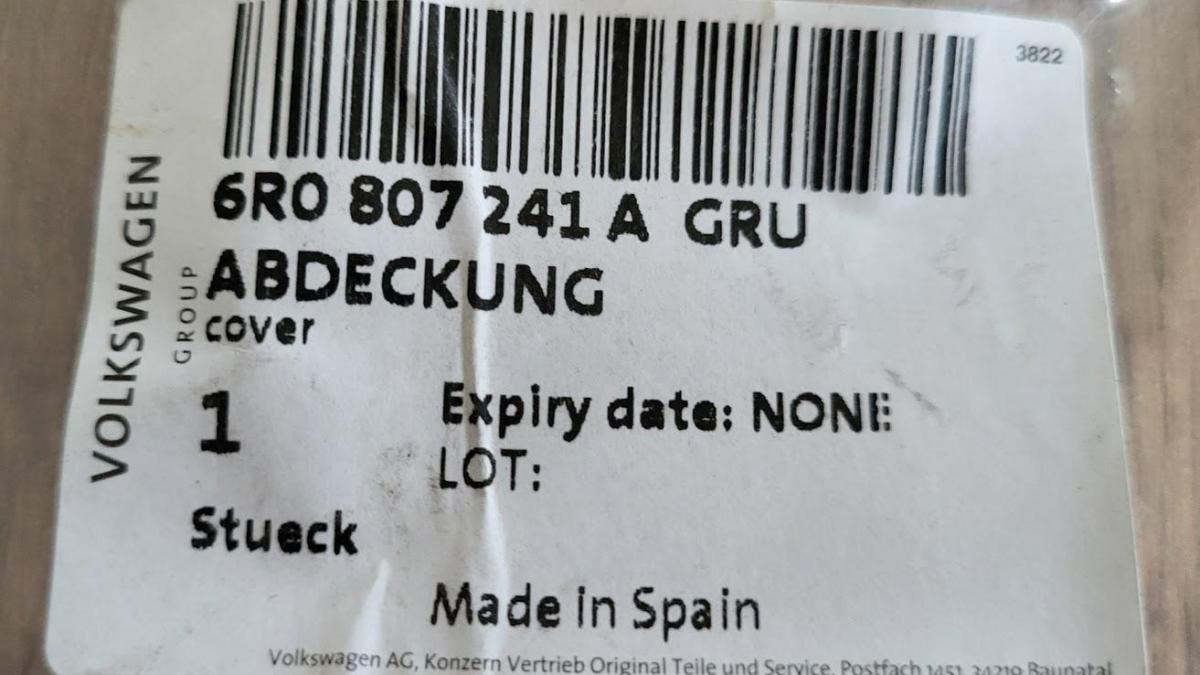 3822
6R0 807 241 A GRU
ABDECKUNG
cover
VOLKSWAGEN
GROUP
1
Expiry date: NONE
LOT:
Stueck
Made in Spain
Volkswagen AG, Konzern Vertrieb Original Teile und Service, Postfach 1451, 34219 Baunatal